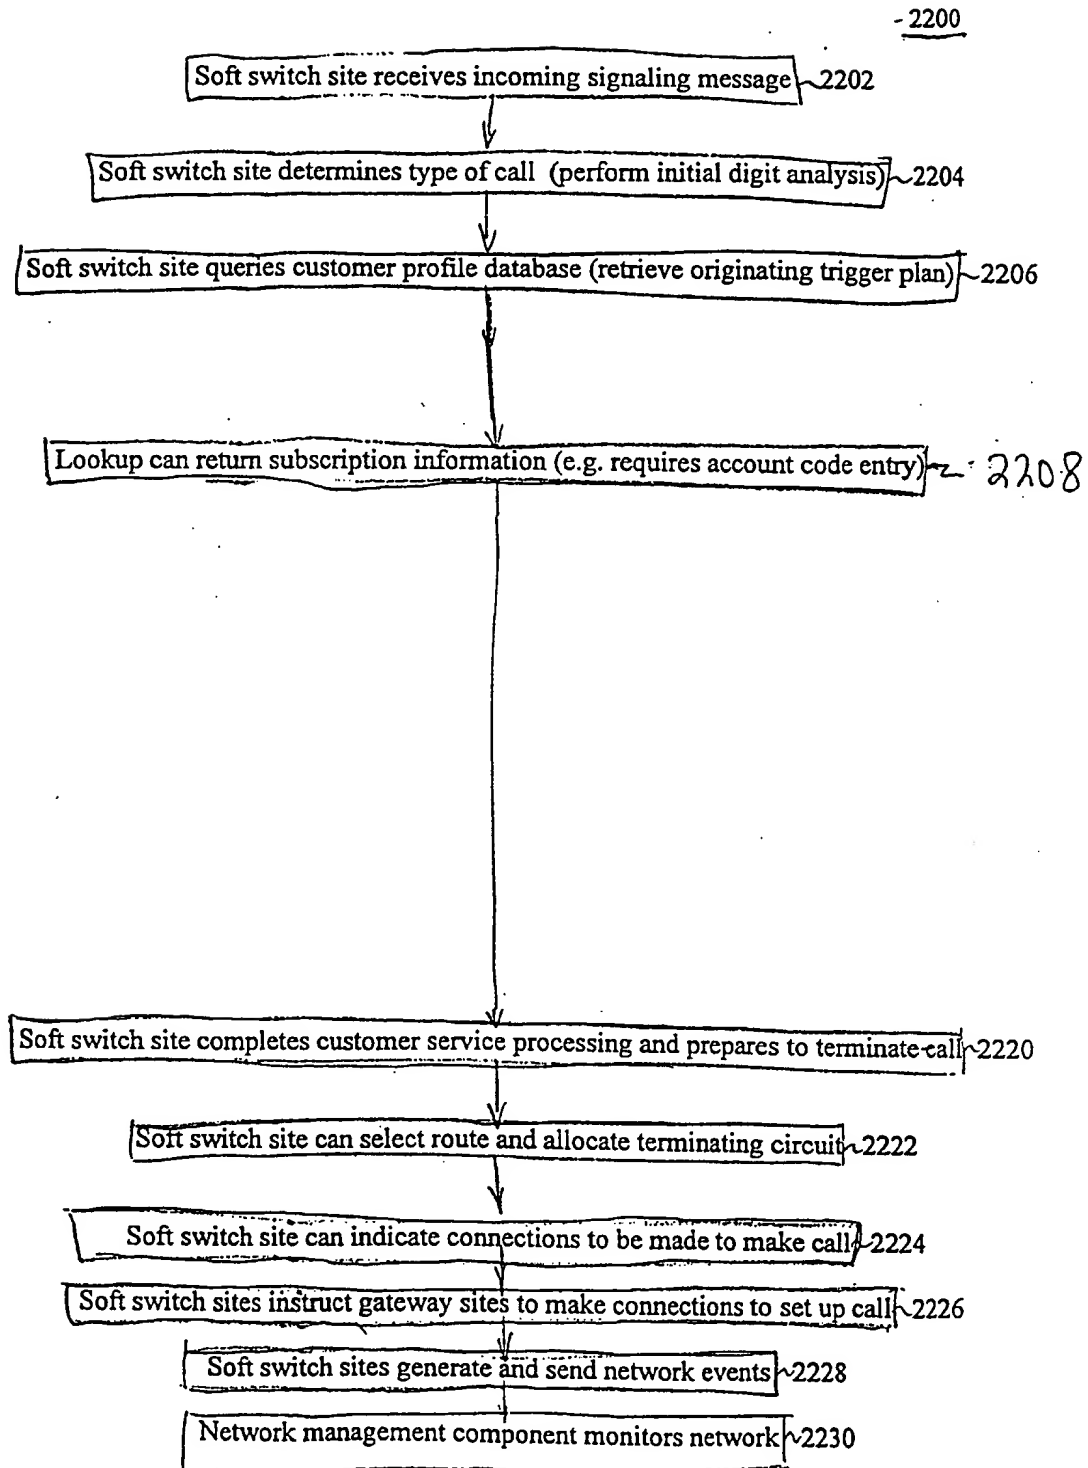 2200
Soft switch site receives incoming signaling message 2202
Soft switch site determines type of call (perform initial digit analysis) 2204
Soft switch site queries customer profile database (retrieve originating trigger plan) 2206
Lookup can return subscription information (e.g. requires account code entry) 2208
Soft switch site completes customer service processing and prepares to terminate call 2220
Soft switch site can select route and allocate terminating circuit 2222
Soft switch site can indicate connections to be made to make call 2224
Soft switch sites instruct gateway sites to make connections to set up call 2226
Soft switch sites generate and send network events 2228
Network management component monitors network 2230